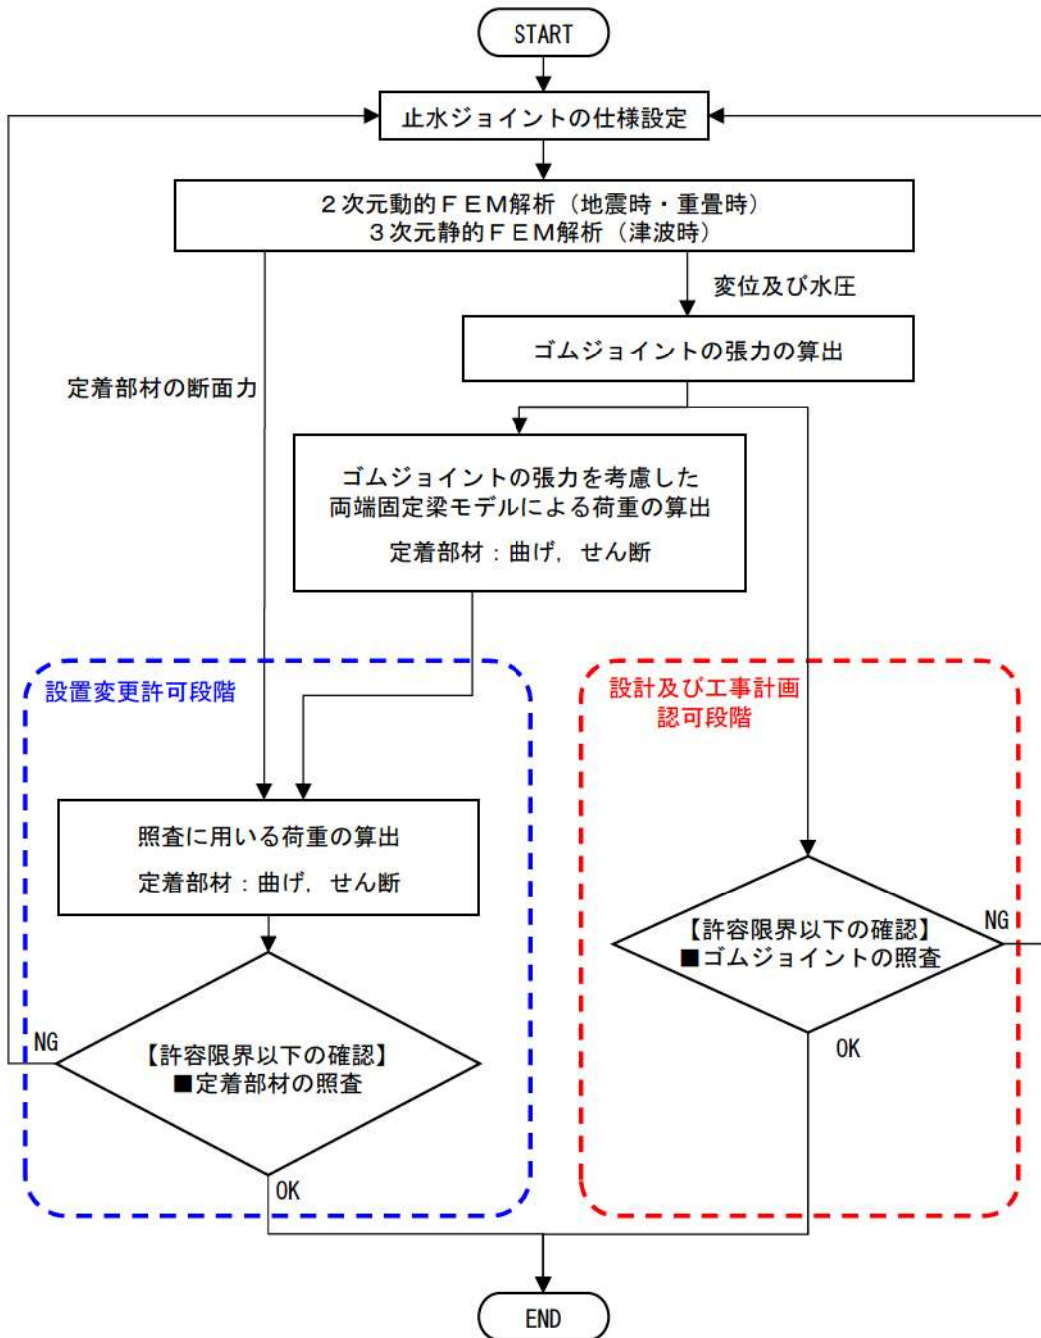 START
止水ジョイントの仕様設定
２次元動的ＦＥＭ解析（地震時・重畳時）
３次元静的ＦＥＭ解析（津波時）
変位及び水圧
ゴムジョイントの張力の算出
定着部材の断面力
ゴムジョイントの張力を考慮した
両端固定梁モデルによる荷重の算出
定着部材：曲げ，せん断
設置変更許可段階
設計及び工事計画
認可段階
照査に用いる荷重の算出
定着部材：曲げ，せん断
【許容限界以下の確認】
■ゴムジョイントの照査
NG
OK
【許容限界以下の確認】
■定着部材の照査
NG
OK
END